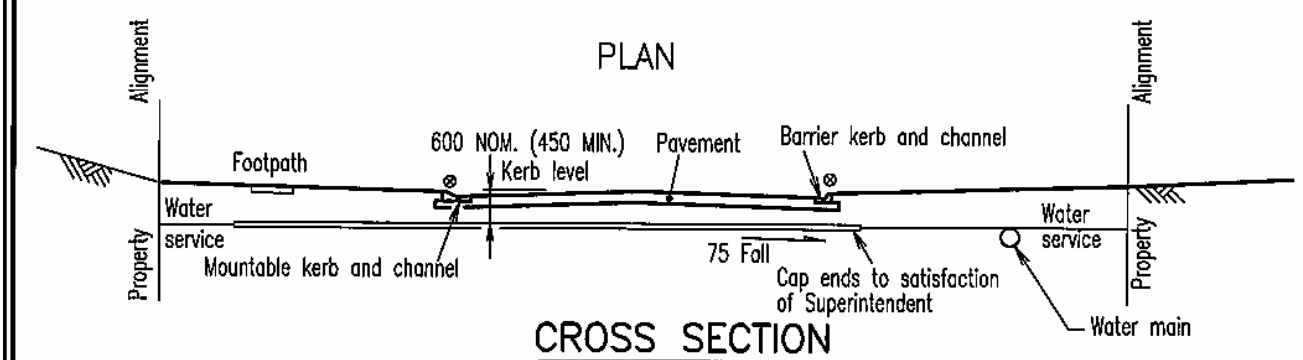 PLAN
Alignment
Alignment
600 NOM. (450 MIN.)
Kerb level
Pavement
Barrier kerb and channel
Footpath
Water
service
Water
service
Property
Property
Mountable kerb and channel
75 Fall
Cap ends to satisfaction
of Superintendent
Water main
CROSS SECTION